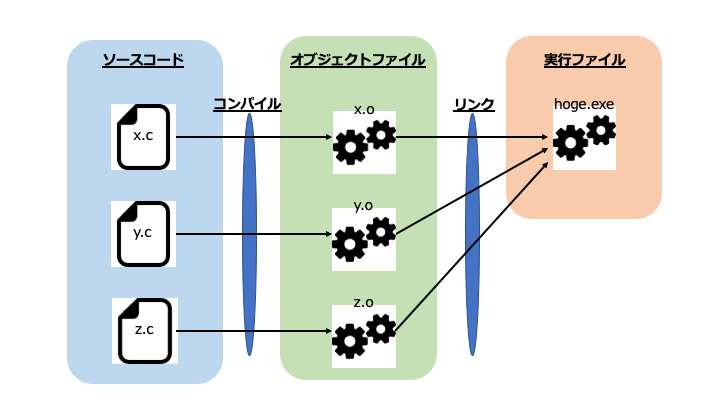 ソースコード
オブジェクトファイル
実行ファイル
コンパイル
リンク
x.c
x.o
hoge.exe
y.c
y.o
z.c
z.o